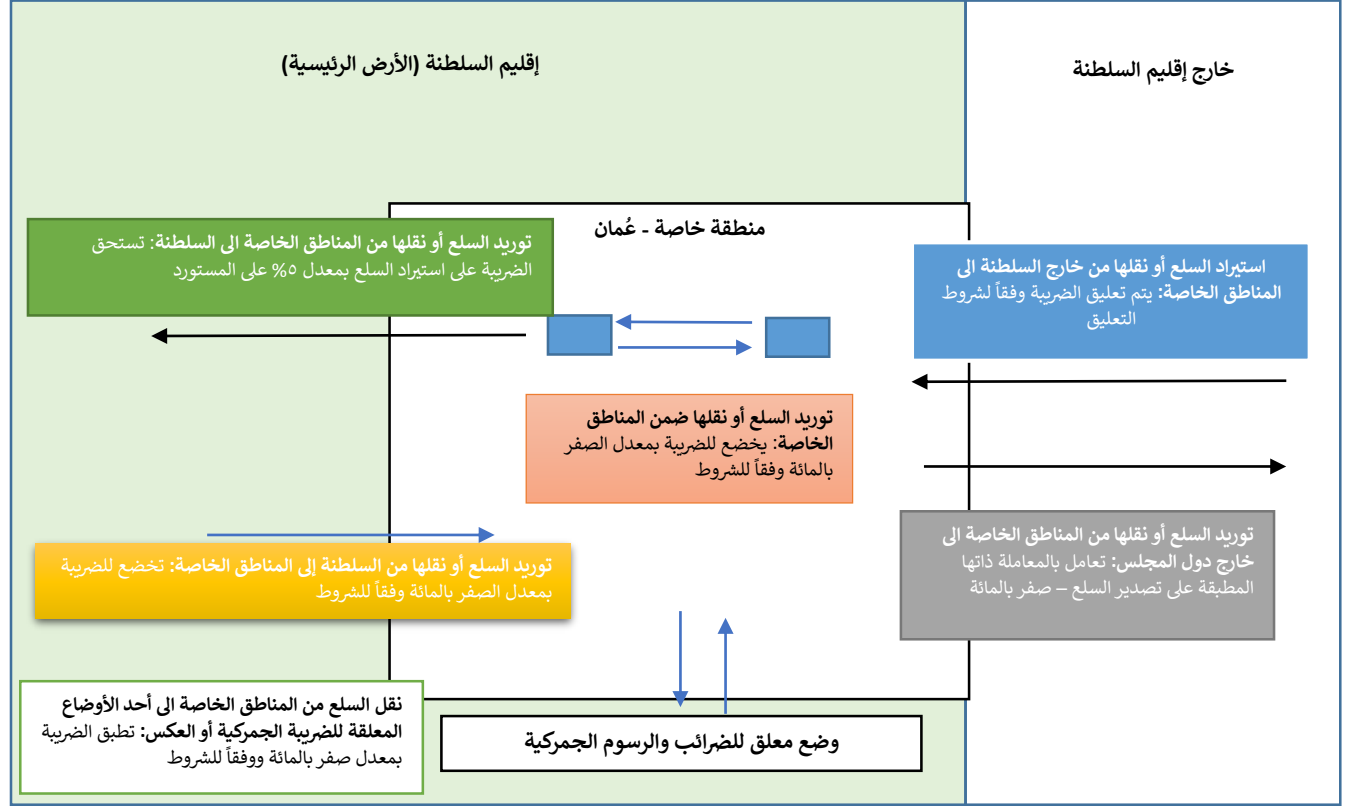 خارج إقليم السلطنة
إقليم السلطنة (الأرض الرئيسية)
منطقة خاصة - عُمان
استيراد السلع أو نقلها من خارج السلطنة الى
المناطق الخاصة: يتم تعليق الضريبة وفقاً لشروط
التعليق
توريد السلع أو نقلها من المناطق الخاصة الى السلطنة: تستحق
الضريبة على استيراد السلع بمعدل ٥% على المستورد
توريد السلع أو نقلها ضمن المناطق
الخاصة: يخضع للضريبة بمعدل الصفر
بالمائة وفقاً للشروط
توريد السلع أو نقلها من المناطق الخاصة الى
خارج دول المجلس: تعامل بالمعاملة ذاتها
المطبقة على تصدير السلع – صفر بالمائة
توريد السلع أو نقلها من السلطنة إلى المناطق الخاصة: تخضع للضريبة
بمعدل الصفر بالمائة وفقاً للشروط
نقل السلع من المناطق الخاصة الى أحد الأوضاع
المعلقة للضريبة الجمركية أو العكس: تطبق الضريبة
بمعدل صفر بالمائة ووفقاً للشروط
وضع معلق للضرائب والرسوم الجمركية